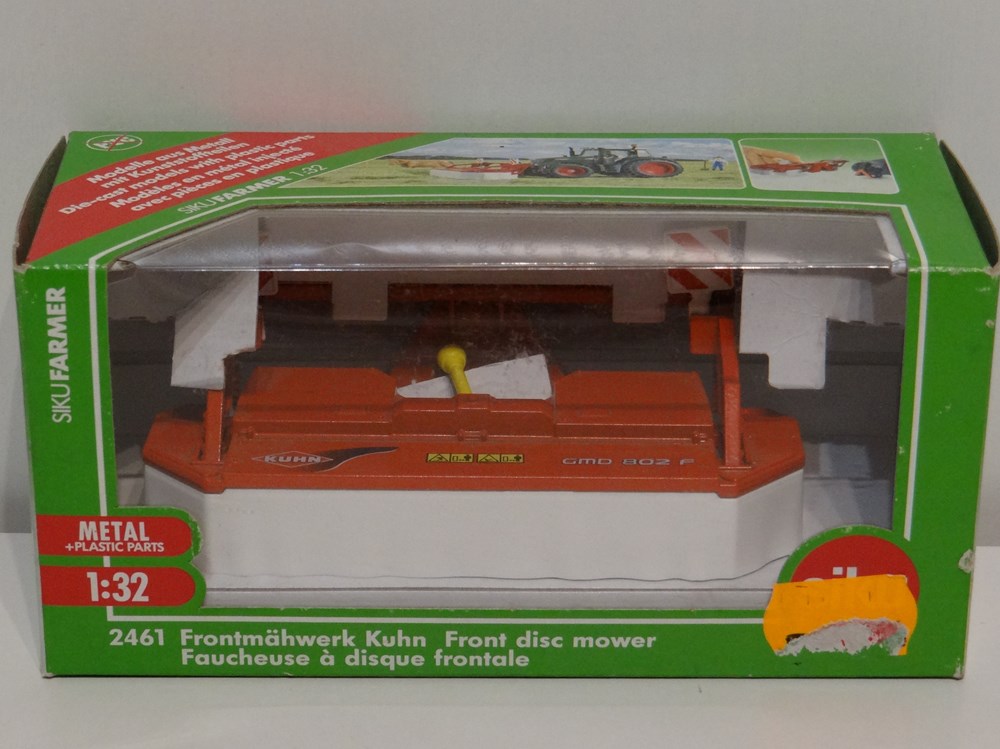 Modelle aus Metall
mit Kunststoffteilen
Die-cast models with plastic parts
Modèles en métal injecté
avec pièces en plastique
SIKUFARMER 1:32
SIKUFARMER
KUHN
GMD 802 F
METAL
+PLASTIC PARTS
1:32
2461 Frontmähwerk Kuhn Front disc mower
Faucheuse à disque frontale